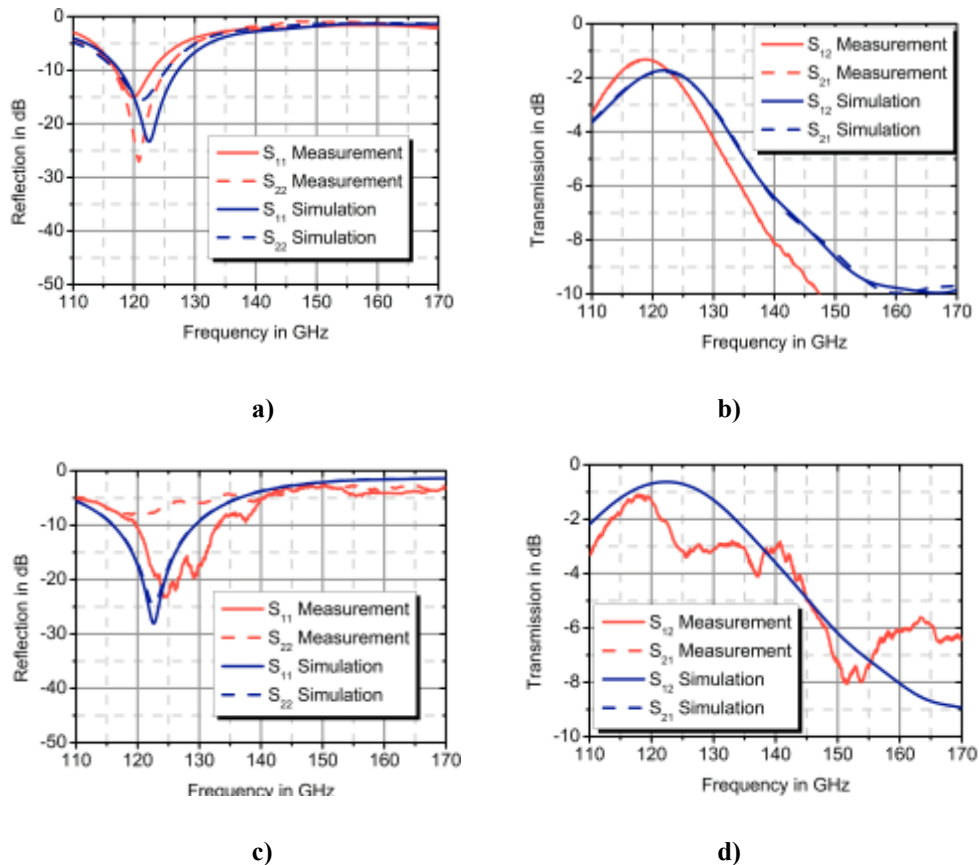 0
-10
-20
-30
-40
-50
Reflection in dB
S11 Measurement
S22 Measurement
S11 Simulation
S22 Simulation
110 120 130 140 150 160 170
Frequency in GHz
a)
0
-2
-4
-6
-8
-10
Transmission in dB
S12 Measurement
S21 Measurement
S12 Simulation
S21 Simulation
110 120 130 140 150 160 170
Frequency in GHz
b)
0
-10
-20
-30
-40
-50
Reflection in dB
S11 Measurement
S22 Measurement
S11 Simulation
S22 Simulation
110 120 130 140 150 160 170
Frequency in GHz
c)
0
-2
-4
-6
-8
-10
Transmission in dB
S12 Measurement
S21 Measurement
S12 Simulation
S21 Simulation
110 120 130 140 150 160 170
Frequency in GHz
d)